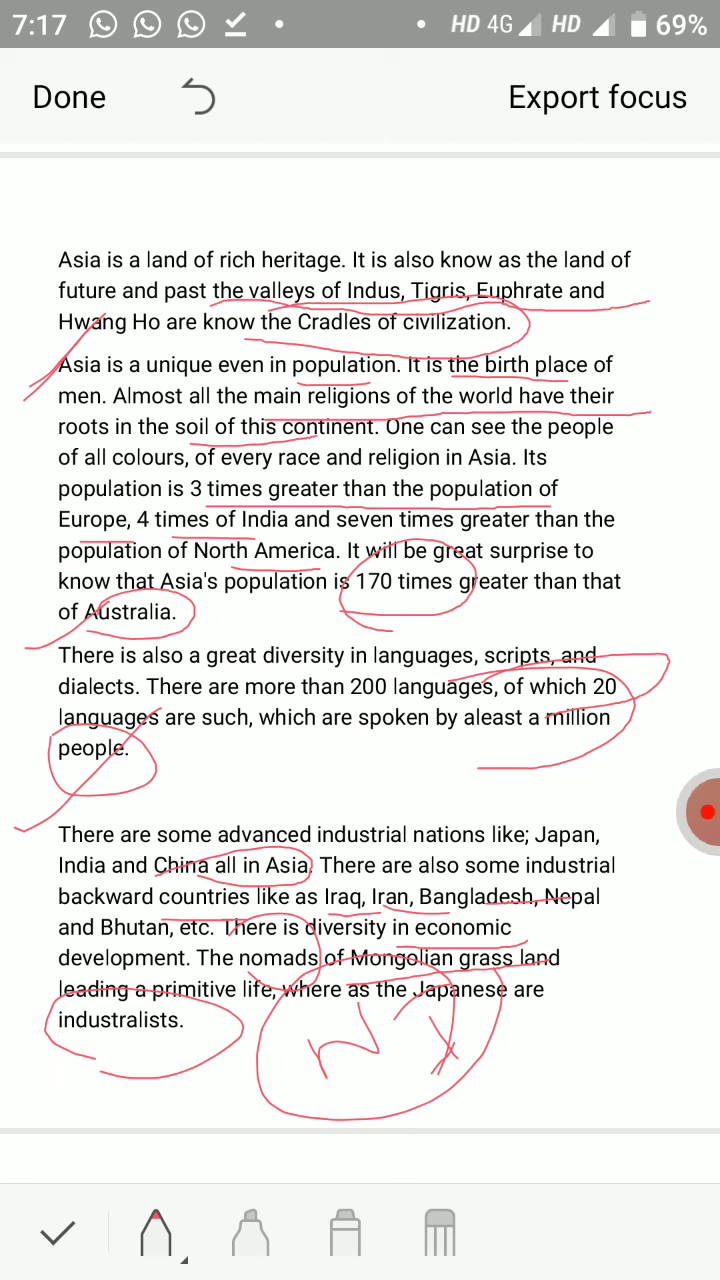 7:17 HD 4G HD 69%
Done Export focus
Asia is a land of rich heritage. It is also know as the land of
future and past the valleys of Indus, Tigris, Euphrate and
Hwang Ho are know the Cradles of civilization.
Asia is a unique even in population. It is the birth place of
men. Almost all the main religions of the world have their
roots in the soil of this continent. One can see the people
of all colours, of every race and religion in Asia. Its
population is 3 times greater than the population of
Europe, 4 times of India and seven times greater than the
population of North America. It will be great surprise to
know that Asia's population is 170 times greater than that
of Australia.
There is also a great diversity in languages, scripts, and
dialects. There are more than 200 languages, of which 20
languages are such, which are spoken by aleast a million
people.
There are some advanced industrial nations like; Japan,
India and China all in Asia. There are also some industrial
backward countries like as Iraq, Iran, Bangladesh, Nepal
and Bhutan, etc. There is diversity in economic
development. The nomads of Mongolian grass land
leading a primitive life, where as the Japanese are
industralists.